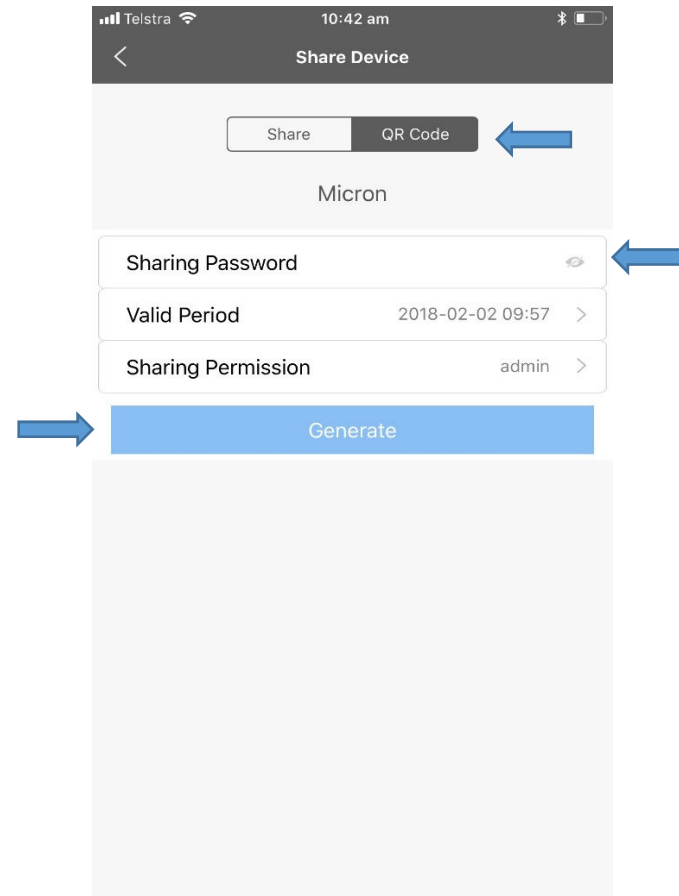 Telstra 10:42 am
Share Device
Share QR Code
Micron
Sharing Password
Valid Period 2018-02-02 09:57
Sharing Permission admin
Generate